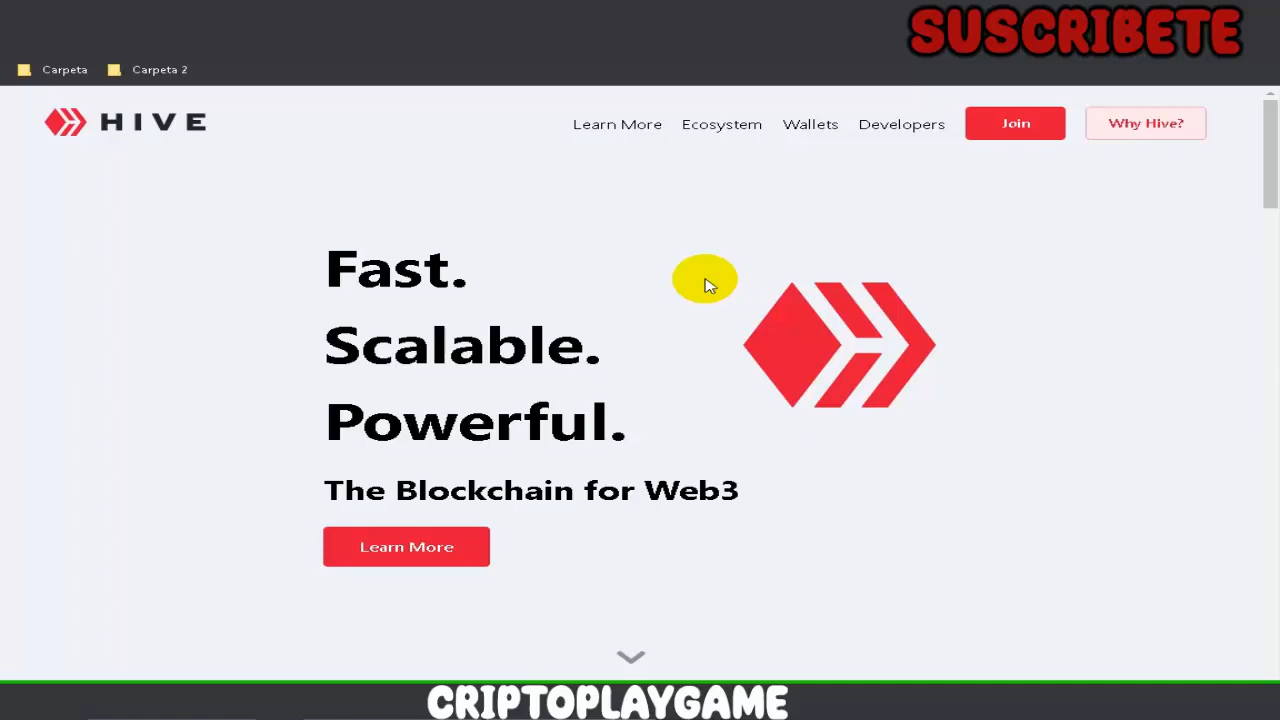 SUSCRIBETE
Carpeta Carpeta 2
HIVE Learn More Ecosystem Wallets Developers Join Why Hive?
Fast.
Scalable.
Powerful.
The Blockchain for Web3
Learn More
CRIPTOPLAYGAME